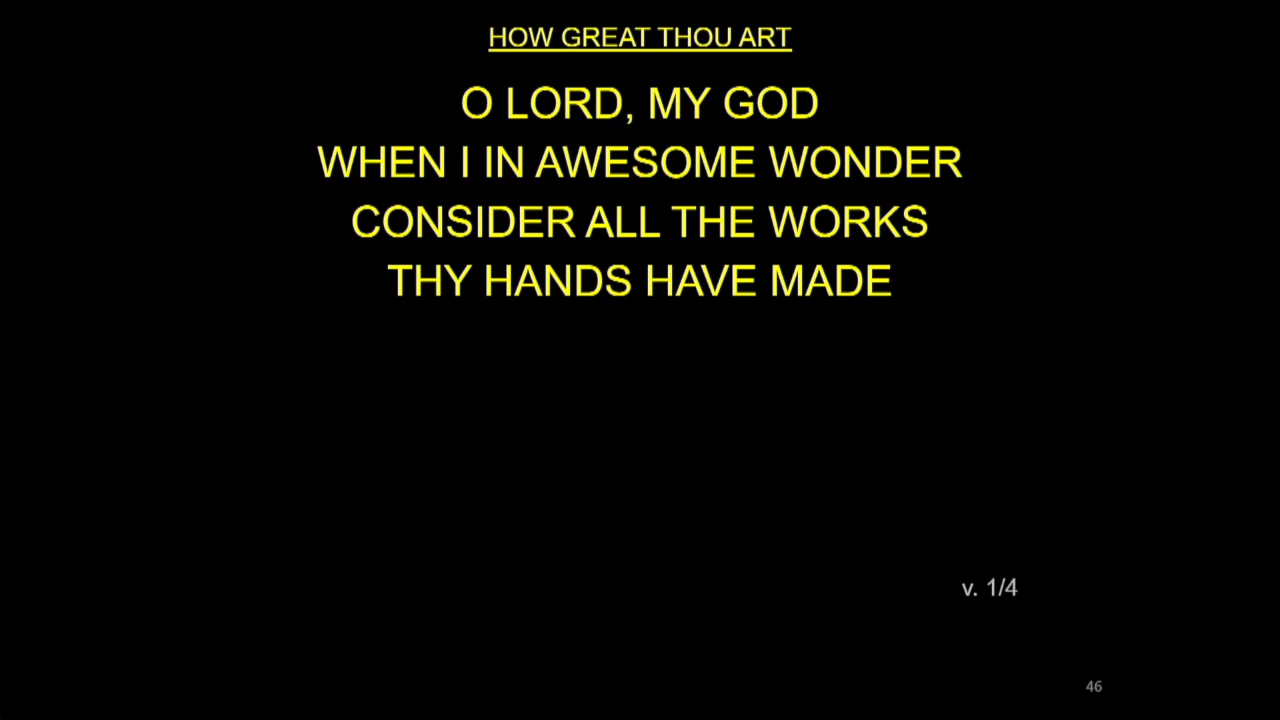 HOW GREAT THOU ART
O LORD, MY GOD
WHEN I IN AWESOME WONDER
CONSIDER ALL THE WORKS
THY HANDS HAVE MADE
v. 1/4
46